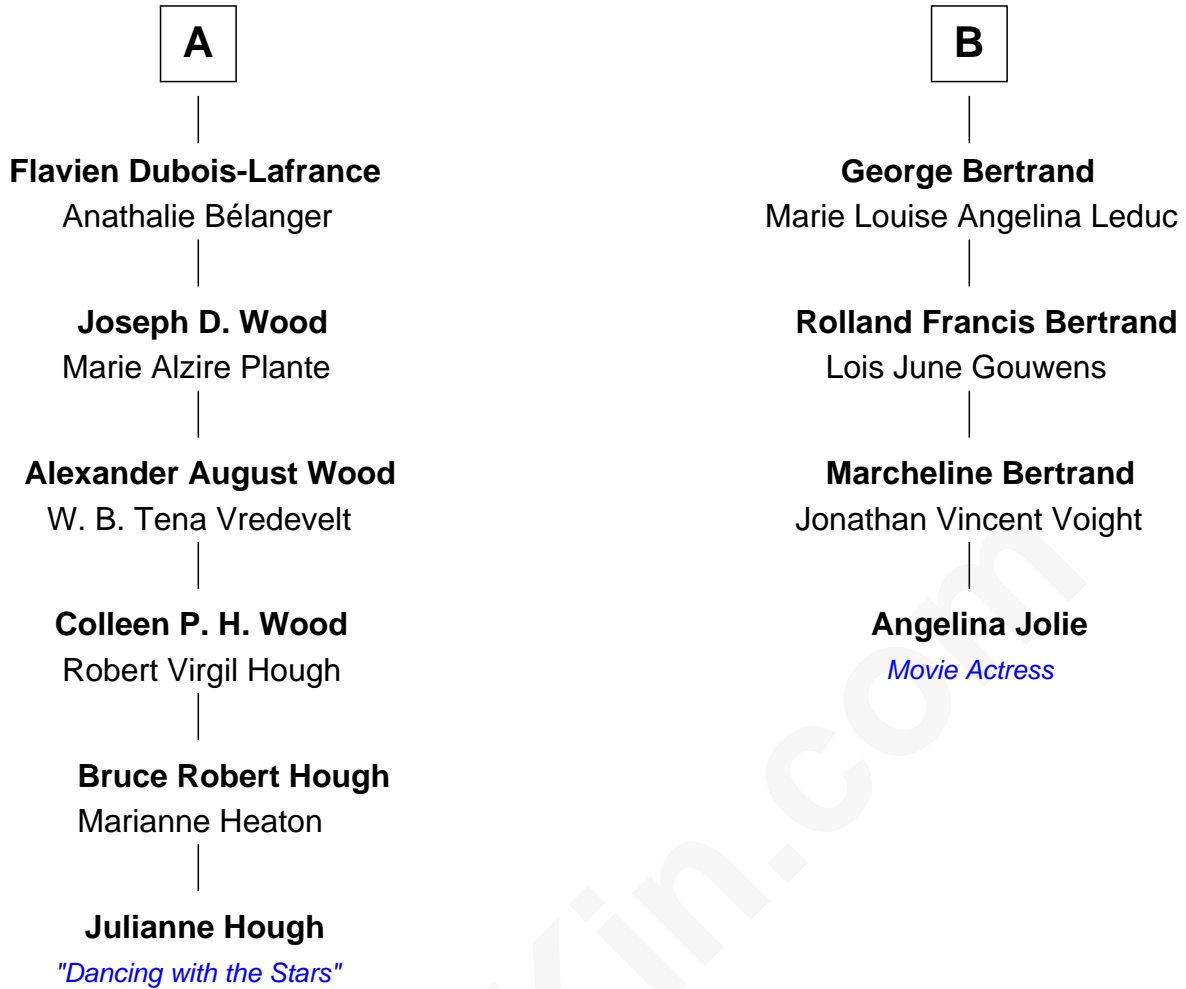 A
Flavien Dubois-Lafrance
Anathalie Bélanger
Joseph D. Wood
Marie Alzire Plante
Alexander August Wood
W. B. Tena Vredevelt
Colleen P. H. Wood
Robert Virgil Hough
Bruce Robert Hough
Marianne Heaton
Julianne Hough
"Dancing with the Stars"
B
George Bertrand
Marie Louise Angelina Leduc
Rolland Francis Bertrand
Lois June Gouwens
Marcheline Bertrand
Jonathan Vincent Voight
Angelina Jolie
Movie Actress
Kin.com